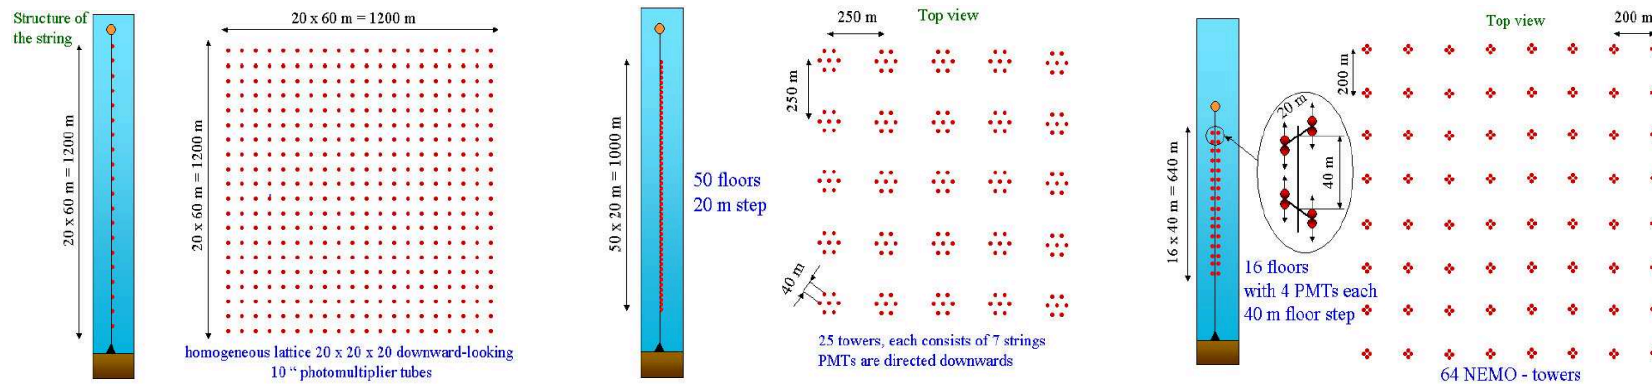 Structure of
the string
20 x 60 m = 1200 m
20 x 60 m = 1200 m
20 x 60 m = 1200 m
homogeneous lattice 20 x 20 x 20 downward-looking
10 “ photomultiplier tubes
50 x 20 m = 1000 m
50 floors
20 m step
250 m
Top view
250 m
40 m
25 towers, each consists of 7 strings
PMTs are directed downwards
16 x 40 m = 640 m
20 m
40 m
16 floors
with 4 PMTs each
40 m floor step
Top view
200 m
200 m
64 NEMO - towers